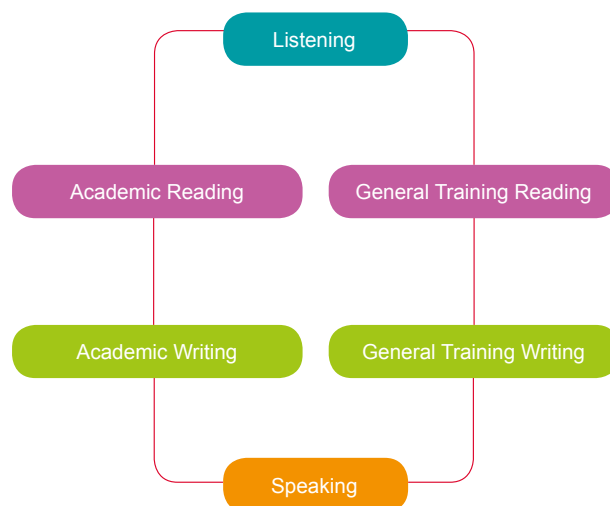 Listening
Academic Reading
General Training Reading
Academic Writing
General Training Writing
Speaking